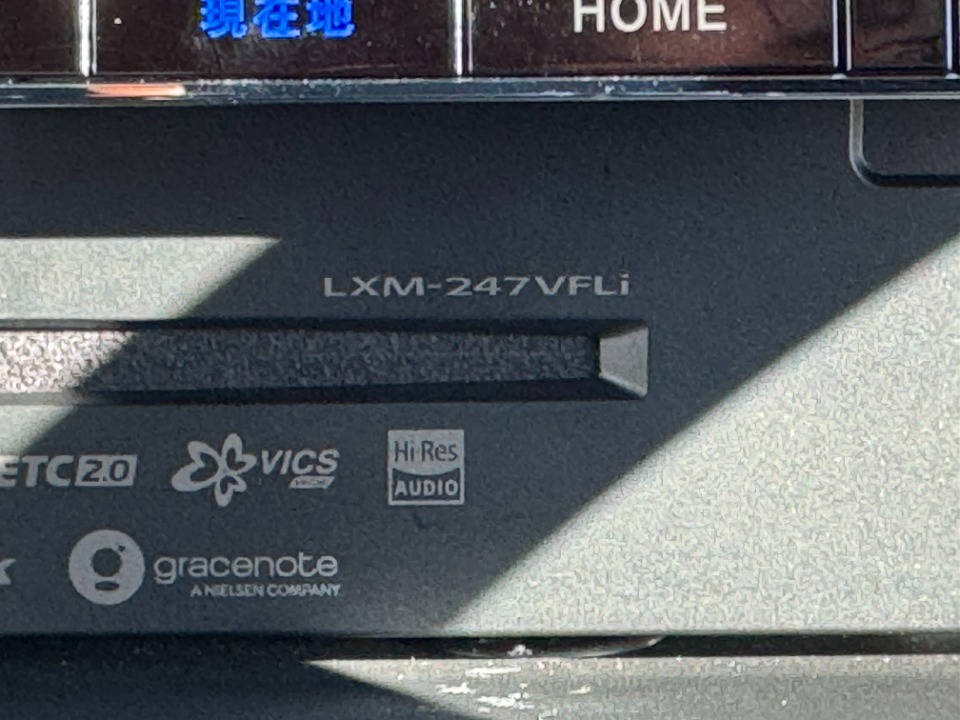 現在地
HOME
LXM-247VFLi
ETC 2.0
VICS
Hi-Res
AUDIO
gracenote
A NIELSEN COMPANY